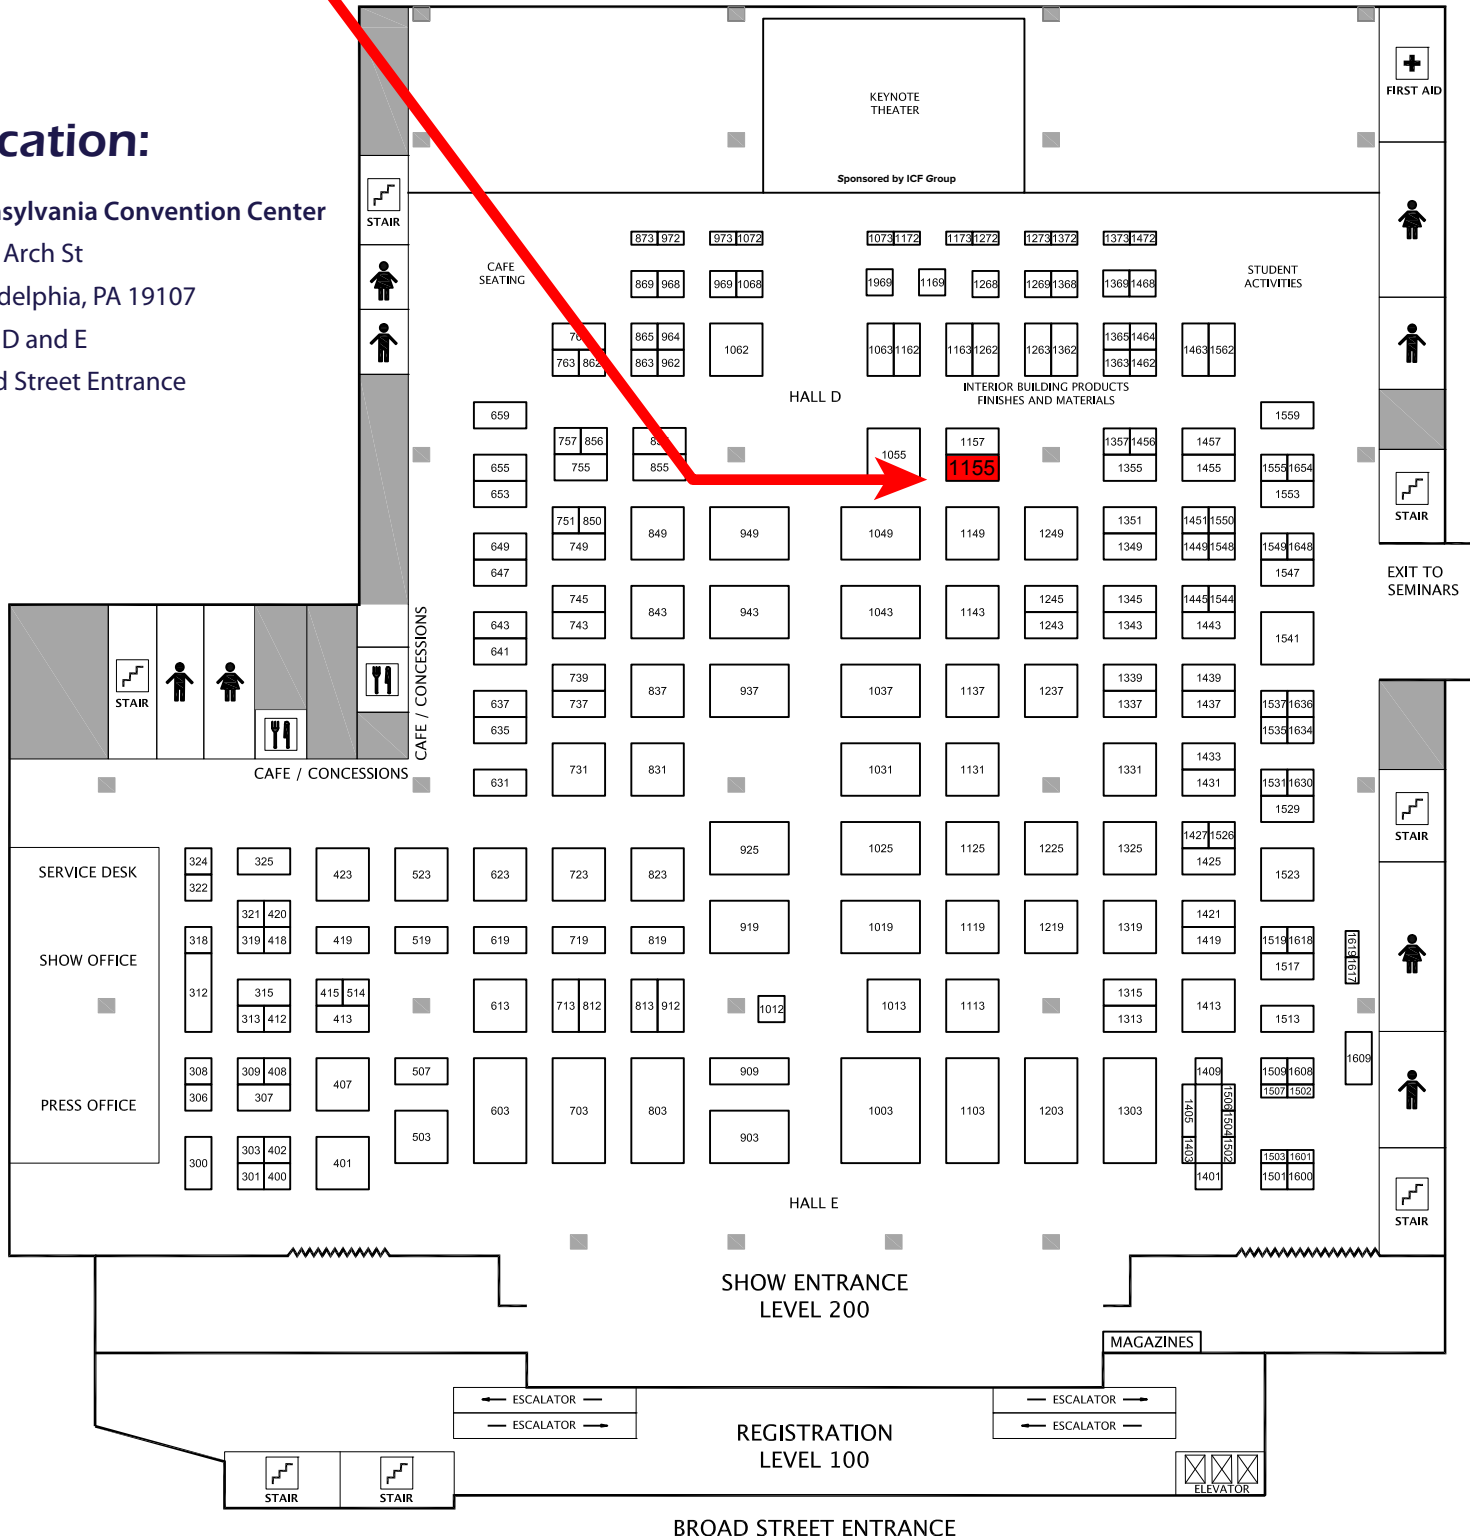 cation:
sylvania Convention Center
Arch St
delphia, PA 19107
D and E
d Street Entrance
KEYNOTE
THEATER
Sponsored by ICF Group
FIRST AID
STAIR
CAFE
SEATING
STUDENT
ACTIVITIES
873 972 973 1072 1073 1172 1173 1272 1273 1372 1373 1472
869 968 969 1068 1969 1169 1268 1269 1368 1369 1468
865 964 1365 1464
763 862 863 962 1062 1063 1162 1163 1262 1263 1362 1363 1462 1463 1562
HALL D
INTERIOR BUILDING PRODUCTS
FINISHES AND MATERIALS
659 1559
757 856 1157 1357 1456 1457
655 755 855 1055 1155 1355 1455 1555 1654
653 1553
STAIR
751 850 849 949 1049 1149 1249 1351 1451 1550
649 749 1349 1449 1548 1549 1648
647 1547
EXIT TO
SEMINARS
745 843 943 1043 1143 1245 1345 1445 1544
643 743 1243 1343 1443 1541
641
CAFE / CONCESSIONS
STAIR
739 837 937 1037 1137 1237 1339 1439
637 737 1337 1437 1537 1636
635 1535 1634
CAFE / CONCESSIONS
731 831 1031 1131 1331 1433
631 1431 1531 1630
1529
STAIR
925 1025 1125 1225 1325 1427 1526
1425
SERVICE DESK
324 325 423 523 623 723 823 1523
322
321 420 919 1019 1119 1219 1319 1421
318 319 418 419 519 619 719 819 1419 1519 1618 1619
1517 1617
SHOW OFFICE
312 315 415 514 613 713 812 813 912 1012 1013 1113 1315 1413
313 412 413 1313 1513
308 309 408 407 507 909 1409 1509 1608 1609
306 307 1507 1502
PRESS OFFICE
603 703 803 1003 1103 1203 1303 1405 1506
1504
503 903 1403 1502
300 303 402 401 1503 1601
301 400 1401 1501 1600
STAIR
HALL E
SHOW ENTRANCE
LEVEL 200
MAGAZINES
ESCALATOR ESCALATOR
ESCALATOR ESCALATOR
REGISTRATION
LEVEL 100
STAIR STAIR
ELEVATOR
BROAD STREET ENTRANCE